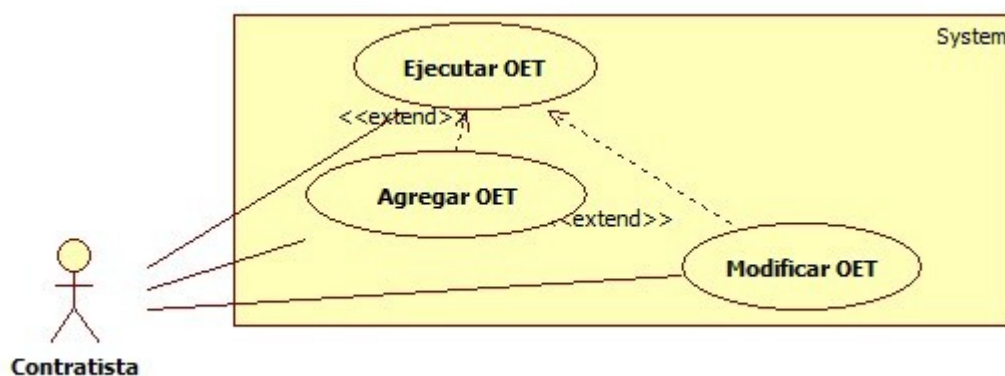 System
Ejecutar OET
<<extend>>
Agregar OET
<<extend>>
Modificar OET
Contratista